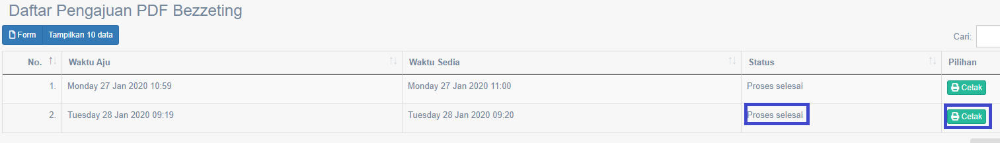 Daftar Pengajuan PDF Bezzeting
Form Tampilkan 10 data
Cari:
No. Waktu Aju Waktu Sedia Status Pilihan
1. Monday 27 Jan 2020 10:59 Monday 27 Jan 2020 11:00 Proses selesai Cetak
2. Tuesday 28 Jan 2020 09:19 Tuesday 28 Jan 2020 09:20 Proses selesai Cetak